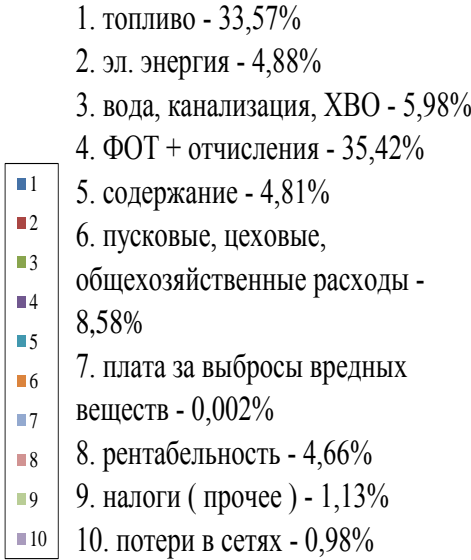 1. топливо - 33,57%
2. эл. энергия - 4,88%
3. вода, канализация, ХВО - 5,98%
4. ФОТ + отчисления - 35,42%
5. содержание - 4,81%
6. пусковые, цеховые,
общехозяйственные расходы -
8,58%
7. плата за выбросы вредных
веществ - 0,002%
8. рентабельность - 4,66%
9. налоги ( прочее ) - 1,13%
10. потери в сетях - 0,98%
1
2
3
4
5
6
7
8
9
10